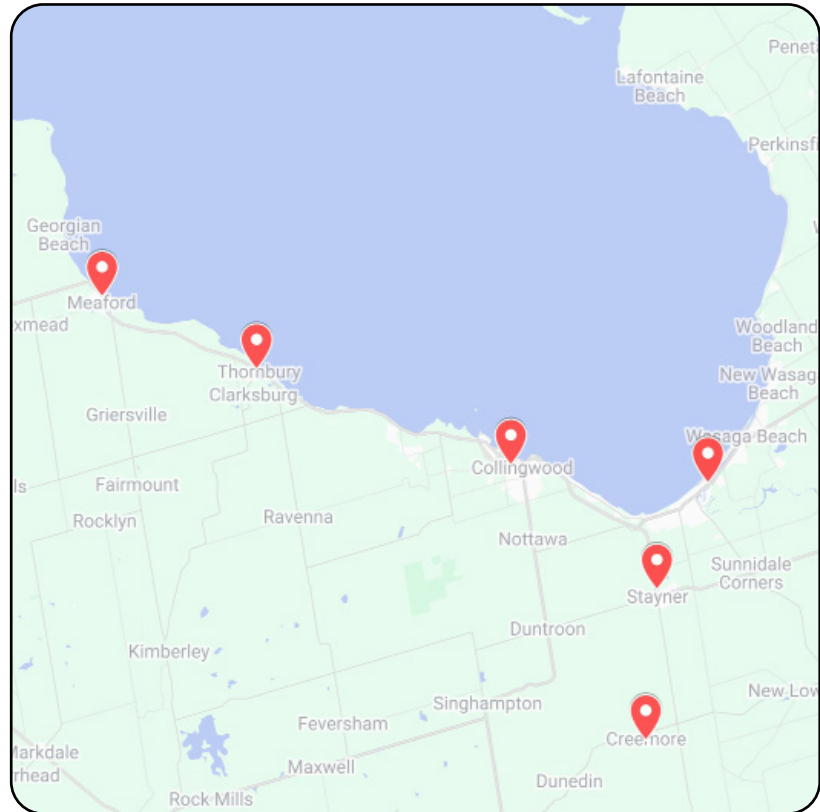 Penet
Lafontaine
Beach
Perkinsfi
Georgian
Beach
Meaford
xmead
Woodland
Beach
Thornbury
New Wasag
Beach
Clarksburg
Griersville
Wasaga Beach
Collingwood
ls
Fairmount
Rocklyn
Ravenna
Nottawa
Sunnidale
Corners
Stayner
Duntroon
Kimberley
New Low
Singhampton
Feversham
Creemore
Markdale
rhead
Maxwell
Dunedin
Rock Mills